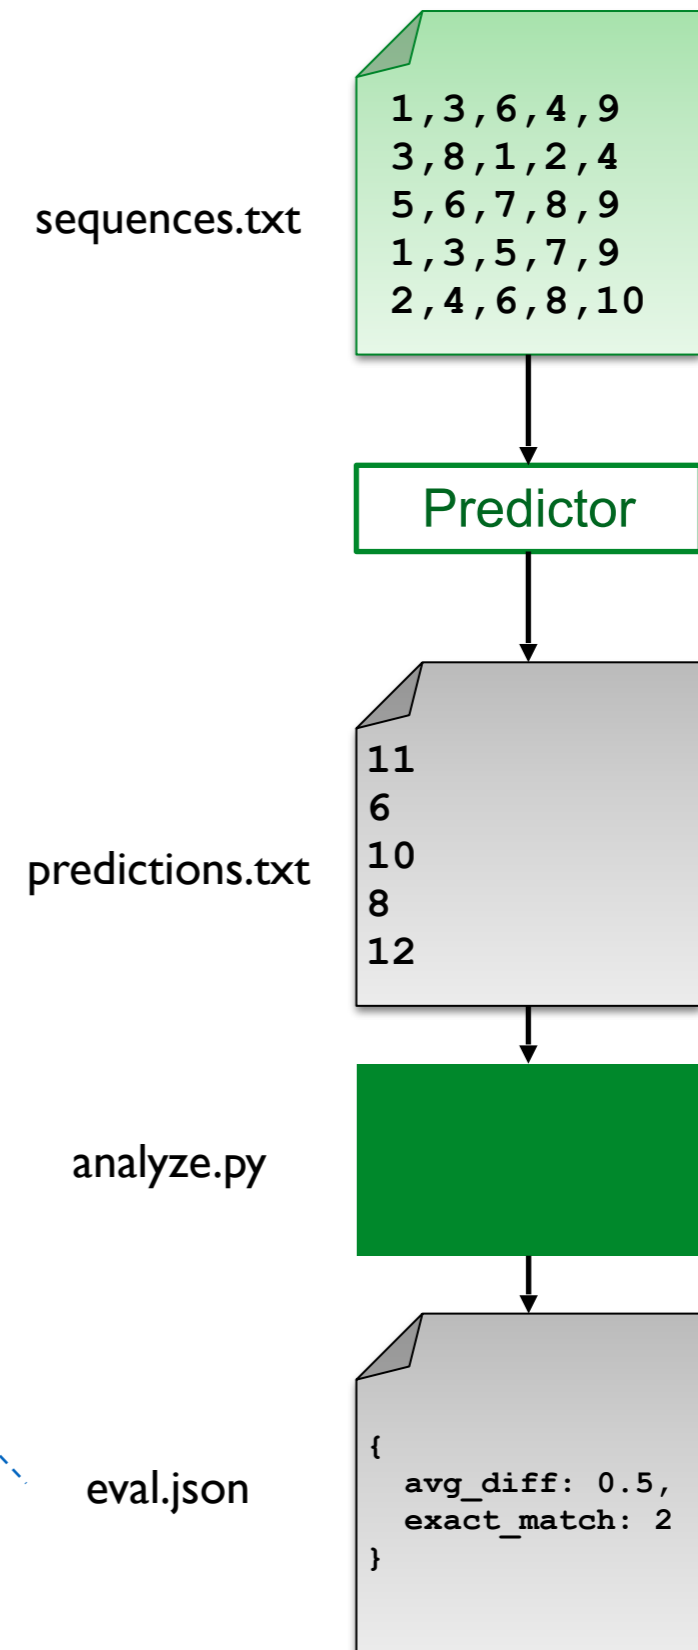 sequences.txt
1,3,6,4,9
3,8,1,2,4
5,6,7,8,9
1,3,5,7,9
2,4,6,8,10
Predictor
predictions.txt
11
6
10
8
12
analyze.py
eval.json
{
avg_diff: 0.5,
exact_match: 2
}